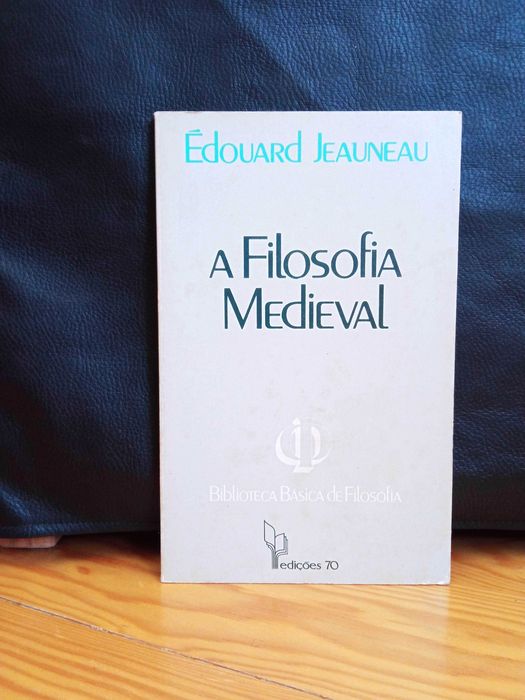 Édouard Jeauneau
A Filosofia
Medieval
Biblioteca Básica de Filosofia
edições 70